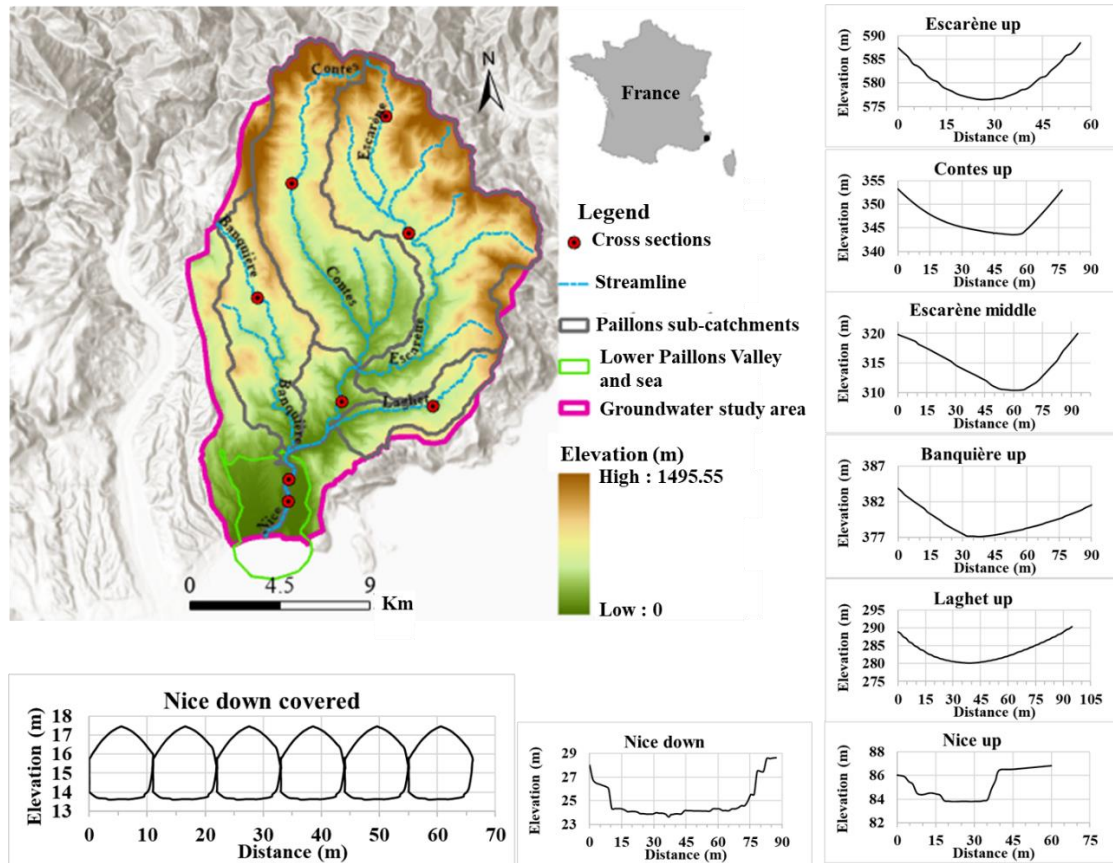 Contes
Escarène
Banquière
Contes
Escarène
Banquière
Laghet
Nice
N
0 4.5 9
Km
France
Legend
Cross sections
Streamline
Paillons sub-catchments
Lower Paillons Valley
and sea
Groundwater study area
Elevation (m)
High : 1495.55
Low : 0
Escarène up
Elevation (m)
590
585
580
575
0 15 30 45 60
Distance (m)
Contes up
Elevation (m)
355
350
345
340
0 15 30 45 60 75 90
Distance (m)
Escarène middle
Elevation (m)
320
315
310
0 15 30 45 60 75 90
Distance (m)
Banquière up
Elevation (m)
387
382
377
0 15 30 45 60 75 90
Distance (m)
Laghet up
Elevation (m)
295
290
285
280
275
0 15 30 45 60 75 90 105
Distance (m)
Nice down covered
Elevation (m)
18
17
16
15
14
13
0 10 20 30 40 50 60 70
Distance (m)
Nice down
Elevation (m)
29
27
25
23
0 15 30 45 60 75 90
Distance (m)
Nice up
Elevation (m)
88
86
84
82
0 15 30 45 60 75
Distance (m)